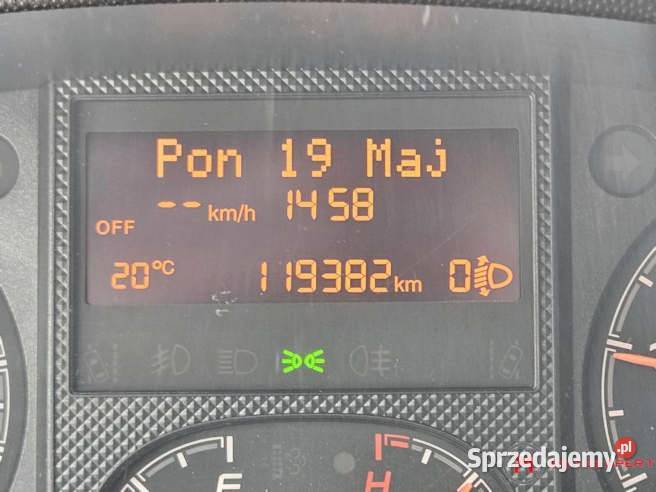 Pon 19 Maj
-- km/h 14 58
OFF
20°C 119382 km 0
F H
Sprzedajemy.pl